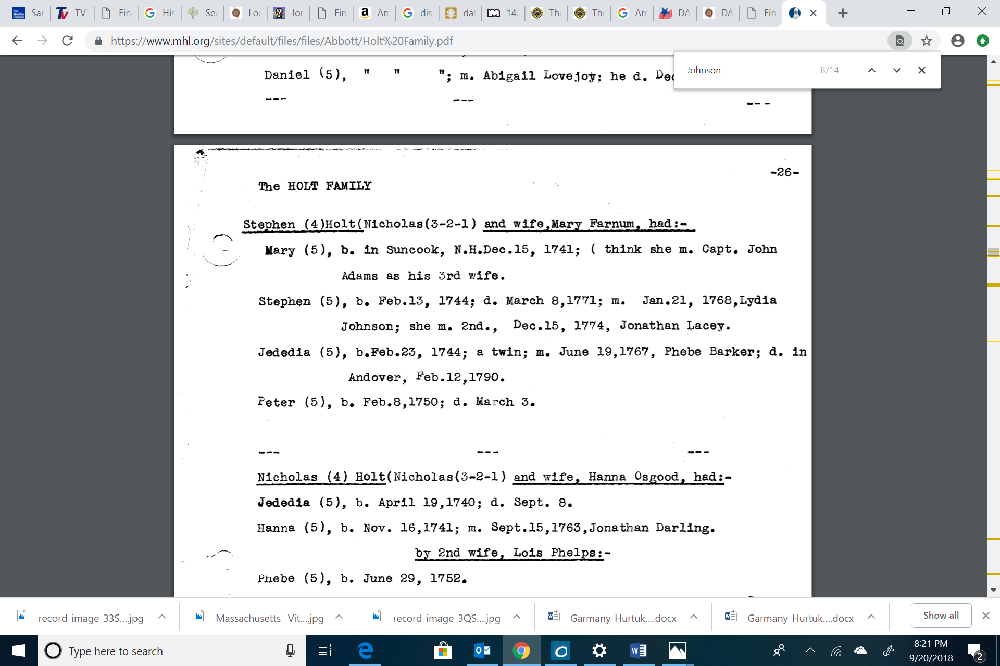 Sar
TV
Fin
His
Sea
Log
Jor
Fin
Am
dis
dat
14
The
The
Arc
DA
DA
Fin
https://www.mhl.org/sites/default/files/files/Abbott/Holt%20Family.pdf
Johnson 8/14
Daniel (5), " " "; m. Abigail Lovejoy; he d. Dec
--- --- ---
-26-
The HOLT FAMILY
Stephen (4)Holt(Nicholas(3-2-1) and wife,Mary Farnum, had:-
Mary (5), b. in Suncook, N.H.Dec.15, 1741; ( think she m. Capt. John
Adams as his 3rd wife.
Stephen (5), b. Feb.13, 1744; d. March 8,1771; m. Jan.21, 1768,Lydia
Johnson; she m. 2nd., Dec.15, 1774, Jonathan Lacey.
Jededia (5), b.Feb.23, 1744; a twin; m. June 19,1767, Phebe Barker; d. in
Andover, Feb.12,1790.
Peter (5), b. Feb.8,1750; d. March 3.
--- --- ---
Nicholas (4) Holt(Nicholas(3-2-1) and wife, Hanna Osgood, had:-
Jededia (5), b. April 19,1740; d. Sept. 8.
Hanna (5), b. Nov. 16,1741; m. Sept.15,1763,Jonathan Darling.
by 2nd wife, Lois Phelps:-
Phebe (5), b. June 29, 1752.
record-image_33S....jpg
Massachusetts_ Vit....jpg
record-image_3QS....jpg
Garmany-Hurtuk....docx
Garmany-Hurtuk....docx
Show all
Type here to search
8:21 PM
9/20/2018
2